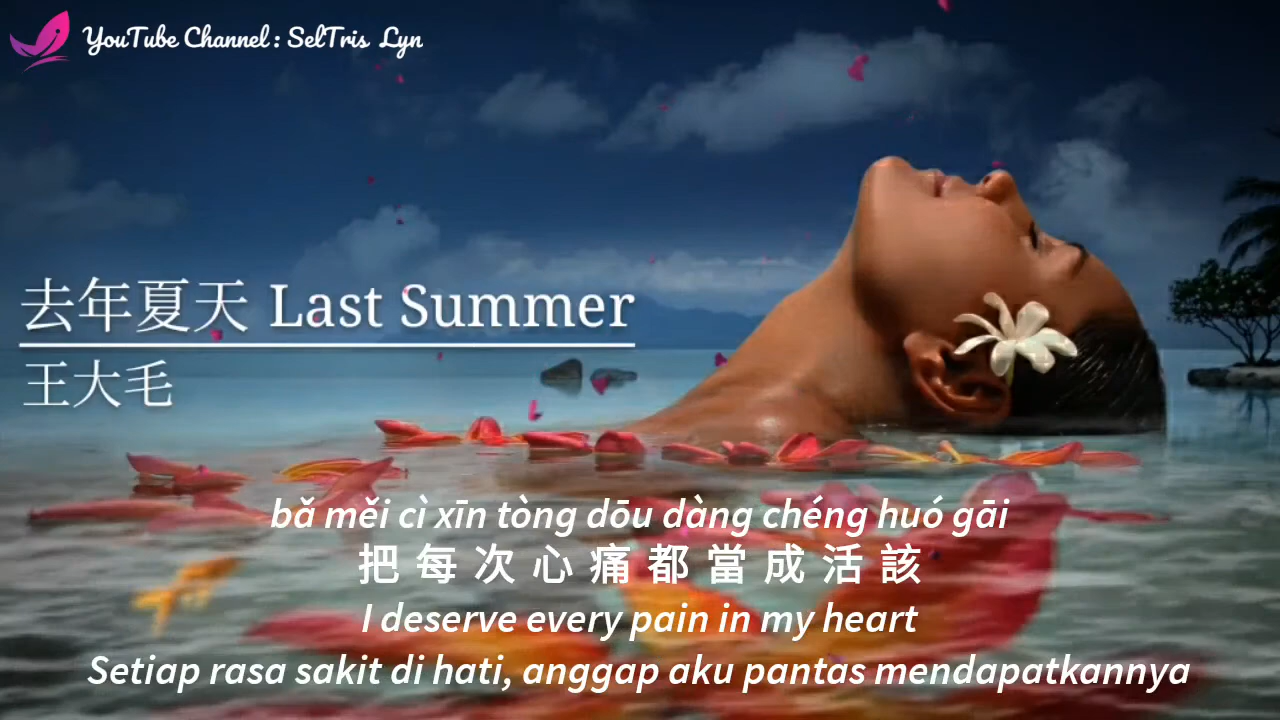 YouTube Channel : SelTris Lyn
去年夏天 Last Summer
王大毛
bǎ měi cì xīn tòng dōu dàng chéng huó gāi
把每次心痛都當成活該
I deserve every pain in my heart
Setiap rasa sakit di hati, anggap aku pantas mendapatkannya